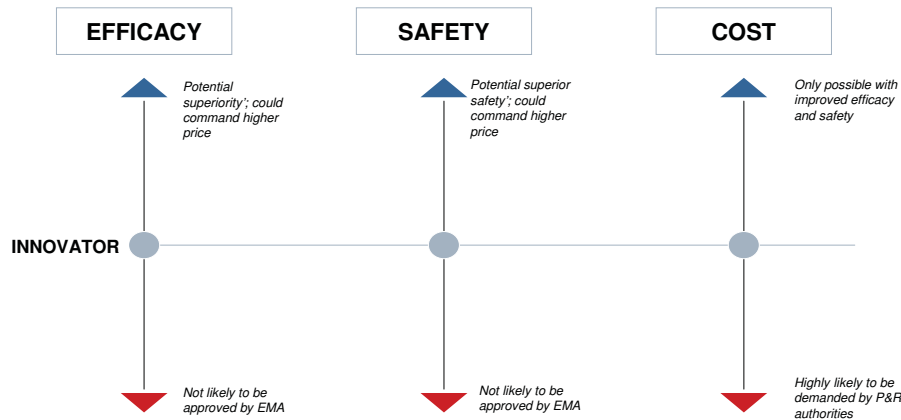 EFFICACY
SAFETY
COST
Potential
superiority’; could
command higher
price
Potential superior
safety’; could
command higher
price
Only possible with
improved efficacy
and safety
INNOVATOR
Not likely to be
approved by EMA
Not likely to be
approved by EMA
Highly likely to be
demanded by P&R
authorities